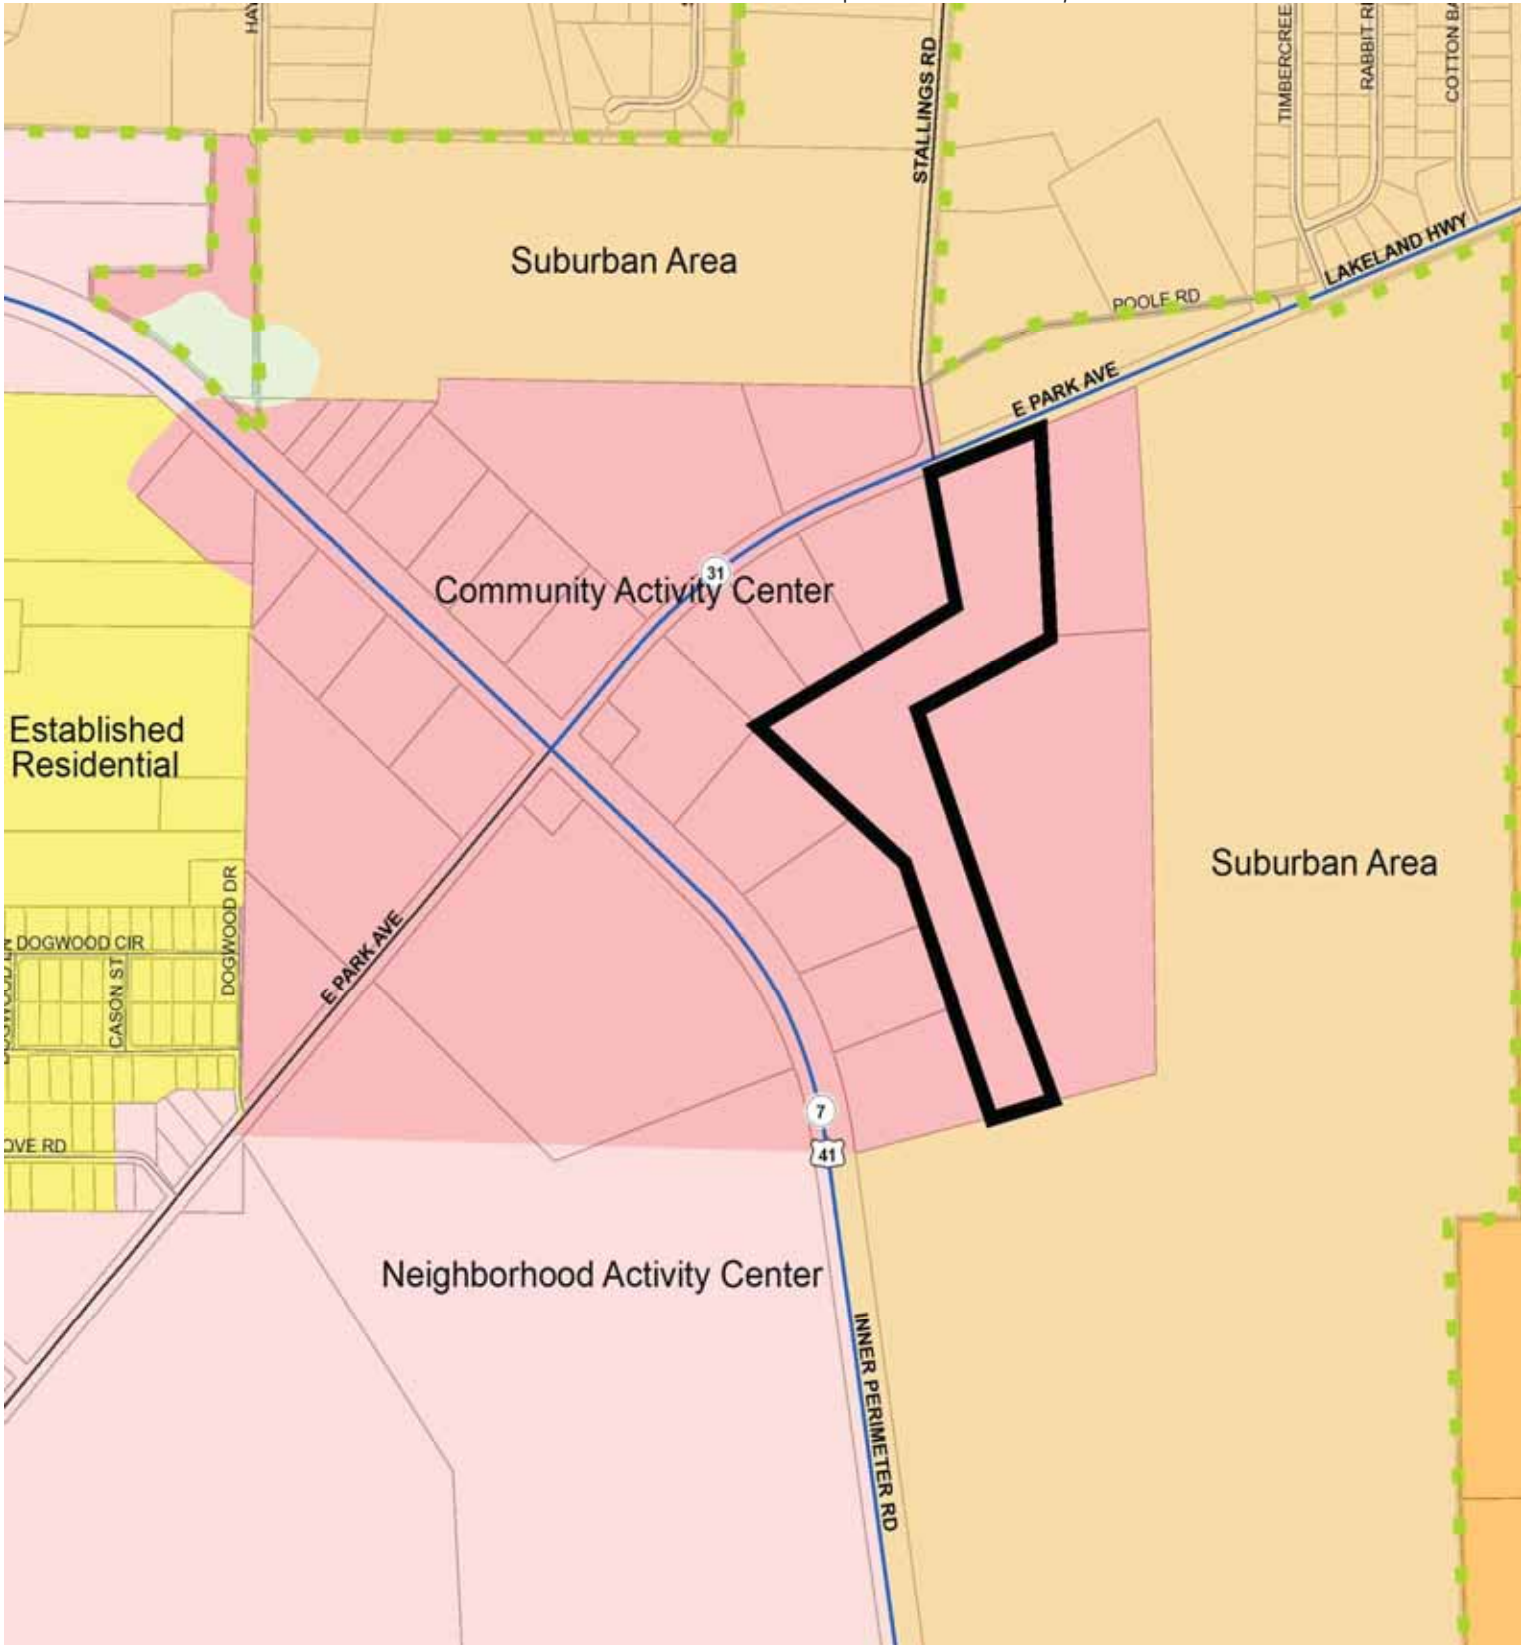 STALLINGS RD
TIMBERCREE
RABBIT RI
COTTON BA
HAY
Suburban Area
LAKELAND HWY
POOLE RD
E PARK AVE
31
Community Activity Center
Established
Residential
Suburban Area
DOGWOOD DR
E PARK AVE
DOGWOOD CIR
CASON ST
7
41
OVE RD
Neighborhood Activity Center
INNER PERIMETER RD